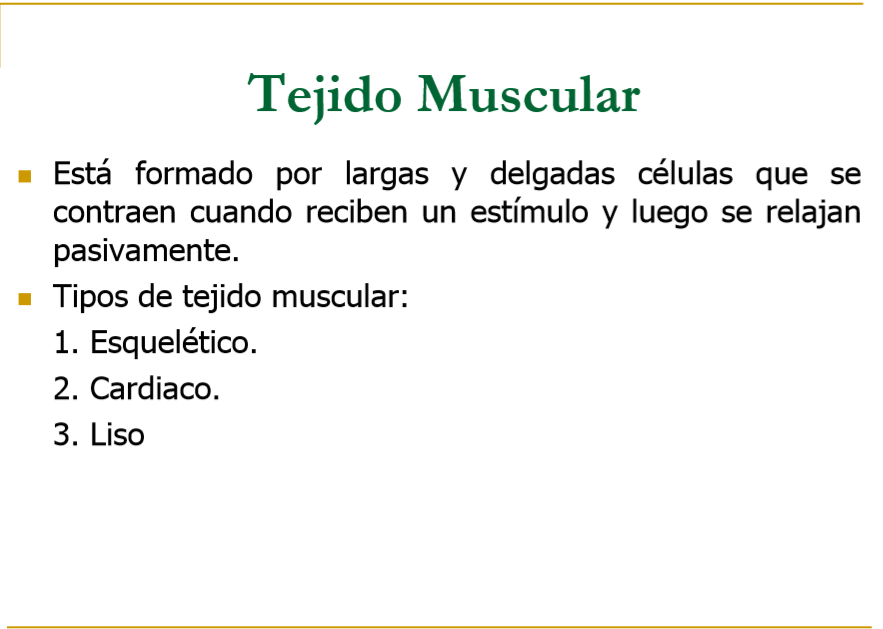 Tejido Muscular
Está formado por largas y delgadas células que se
contraen cuando reciben un estímulo y luego se relajan
pasivamente.
Tipos de tejido muscular:
1. Esquelético.
2. Cardiaco.
3. Liso